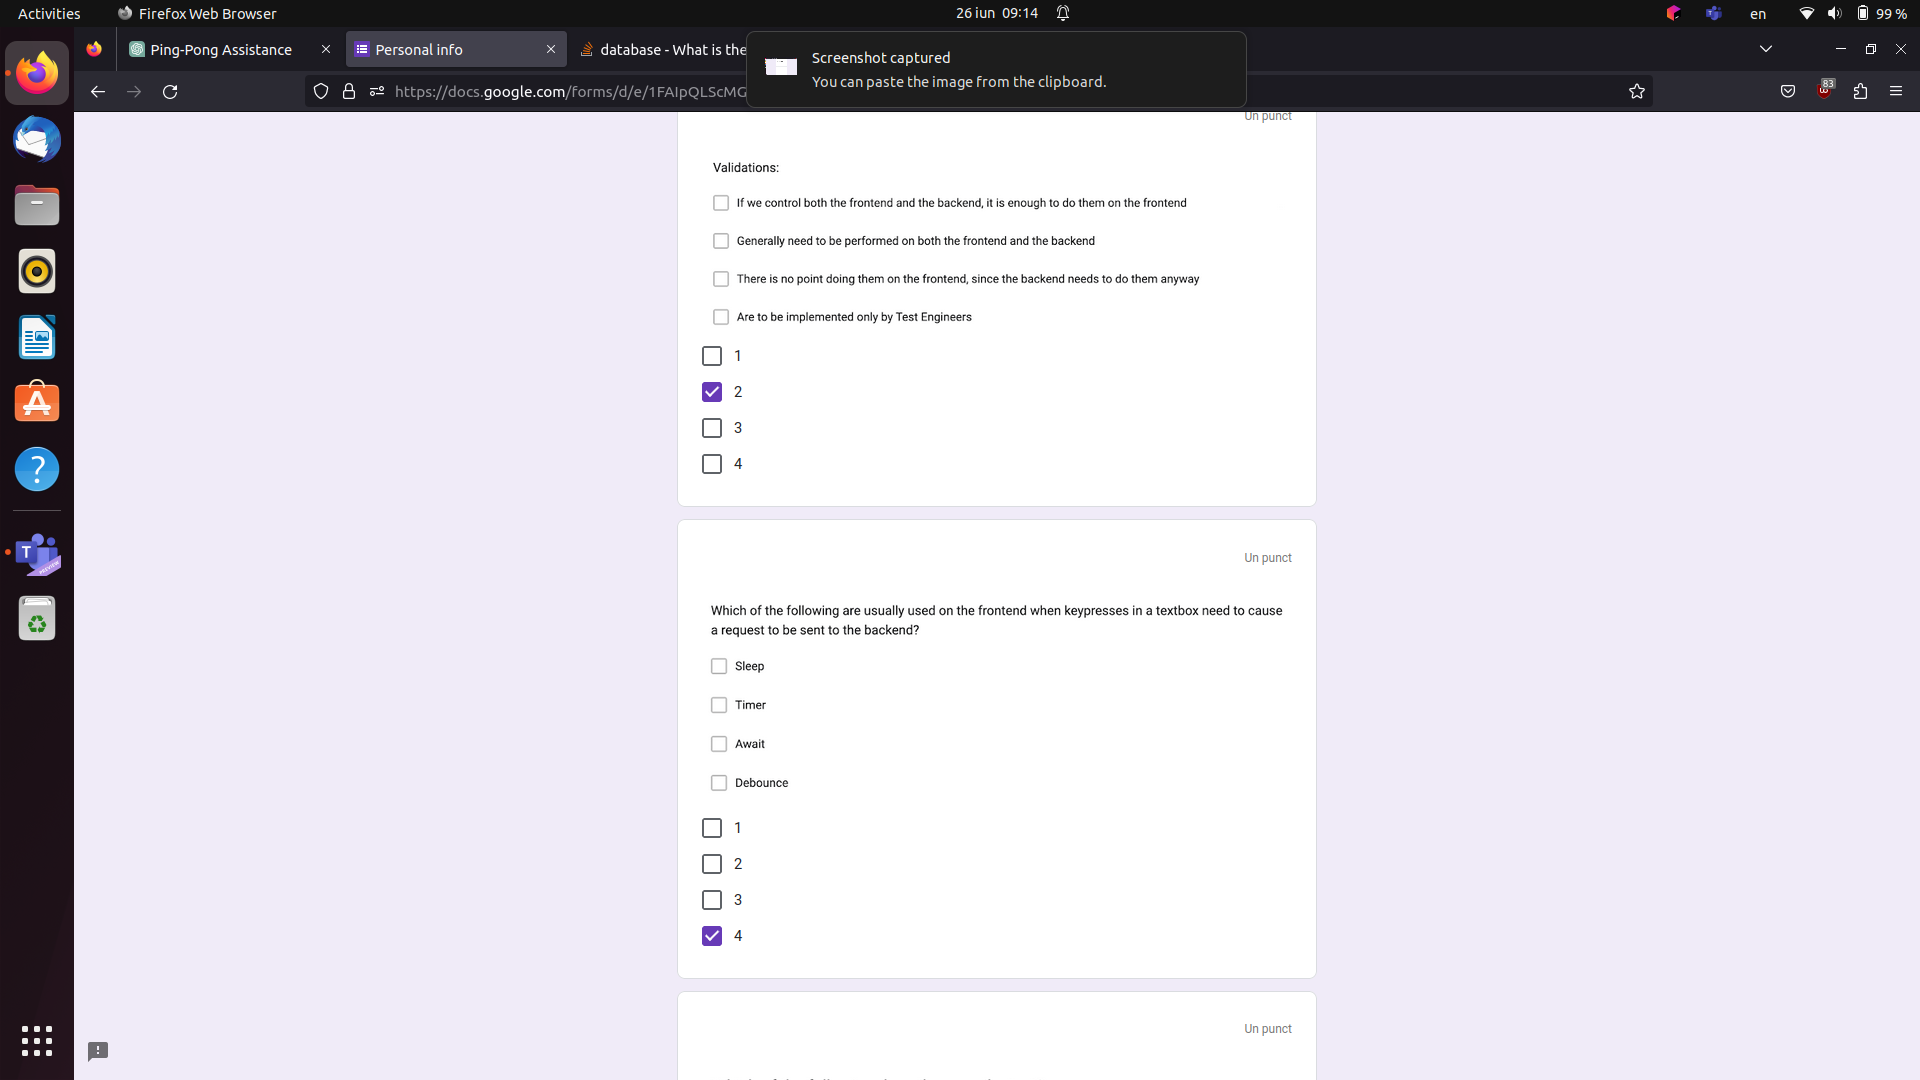 Activities
Firefox Web Browser
26 iun 09:14
en
99 %
Ping-Pong Assistance
Personal info
database - What is the
Screenshot captured
You can paste the image from the clipboard.
https://docs.google.com/forms/d/e/1FAIpQLScMG
83
Un punct
Validations:
If we control both the frontend and the backend, it is enough to do them on the frontend
Generally need to be performed on both the frontend and the backend
There is no point doing them on the frontend, since the backend needs to do them anyway
Are to be implemented only by Test Engineers
1
2
3
4
Un punct
Which of the following are usually used on the frontend when keypresses in a textbox need to cause
a request to be sent to the backend?
Sleep
Timer
Await
Debounce
1
2
3
4
Un punct